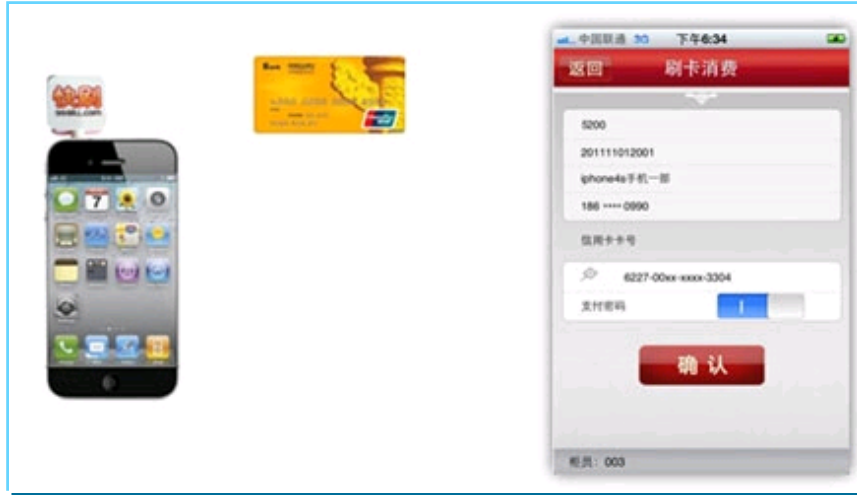 快刷
7
中国联通 3G 下午6:34
返回 刷卡消费
5200
201111012001
iphone4s手机一部
186 •••• 0990
信用卡卡号
6227-00xx-xxxx-3304
支付密码
确 认
柜员：003